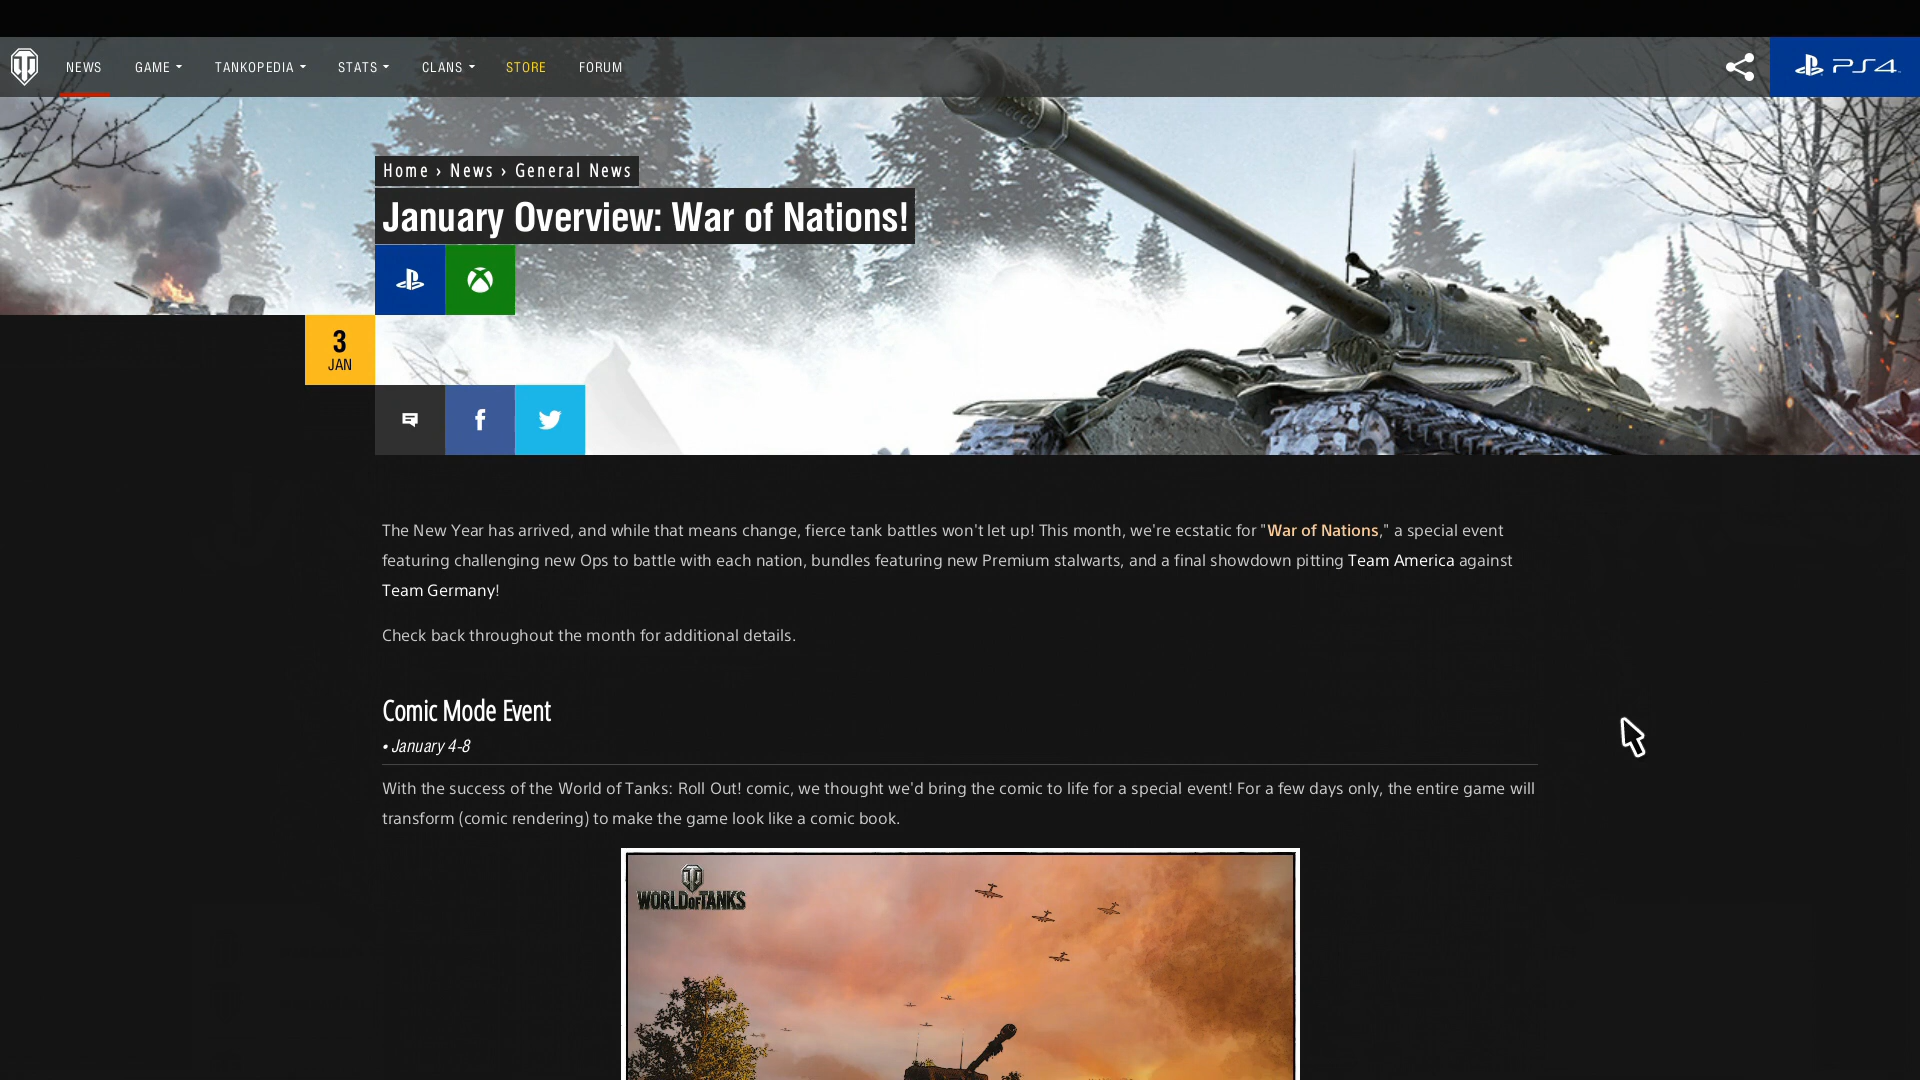 NEWS GAME TANKOPEDIA STATS CLANS STORE FORUM PS4
Home › News › General News
January Overview: War of Nations!
3
JAN
The New Year has arrived, and while that means change, fierce tank battles won't let up! This month, we're ecstatic for "War of Nations," a special event
featuring challenging new Ops to battle with each nation, bundles featuring new Premium stalwarts, and a final showdown pitting Team America against
Team Germany!
Check back throughout the month for additional details.
Comic Mode Event
• January 4-8
With the success of the World of Tanks: Roll Out! comic, we thought we'd bring the comic to life for a special event! For a few days only, the entire game will
transform (comic rendering) to make the game look like a comic book.
WORLD OF TANKS